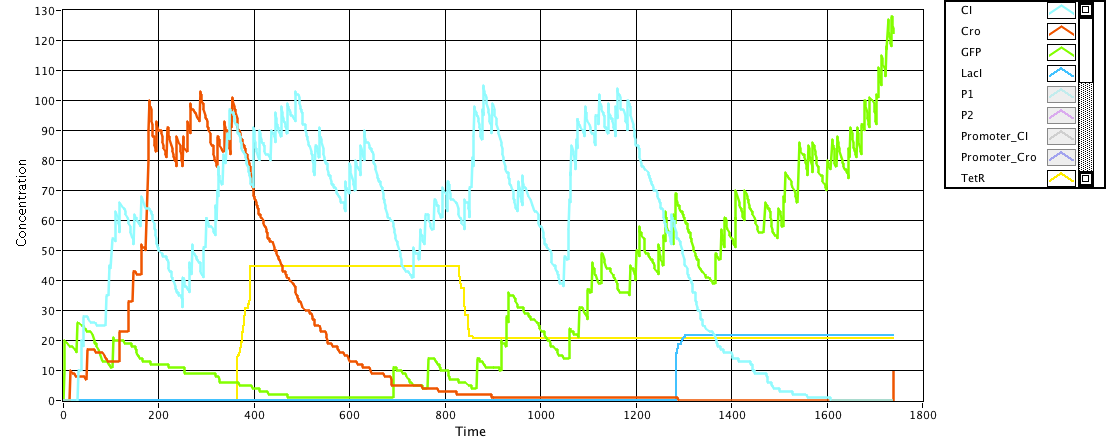 130
120
110
100
90
80
70
60
50
40
30
20
10
0
Concentration
0 200 400 600 800 1000 1200 1400 1600 1800
Time
CI
Cro
GFP
LacI
P1
P2
Promoter_CI
Promoter_Cro
TetR